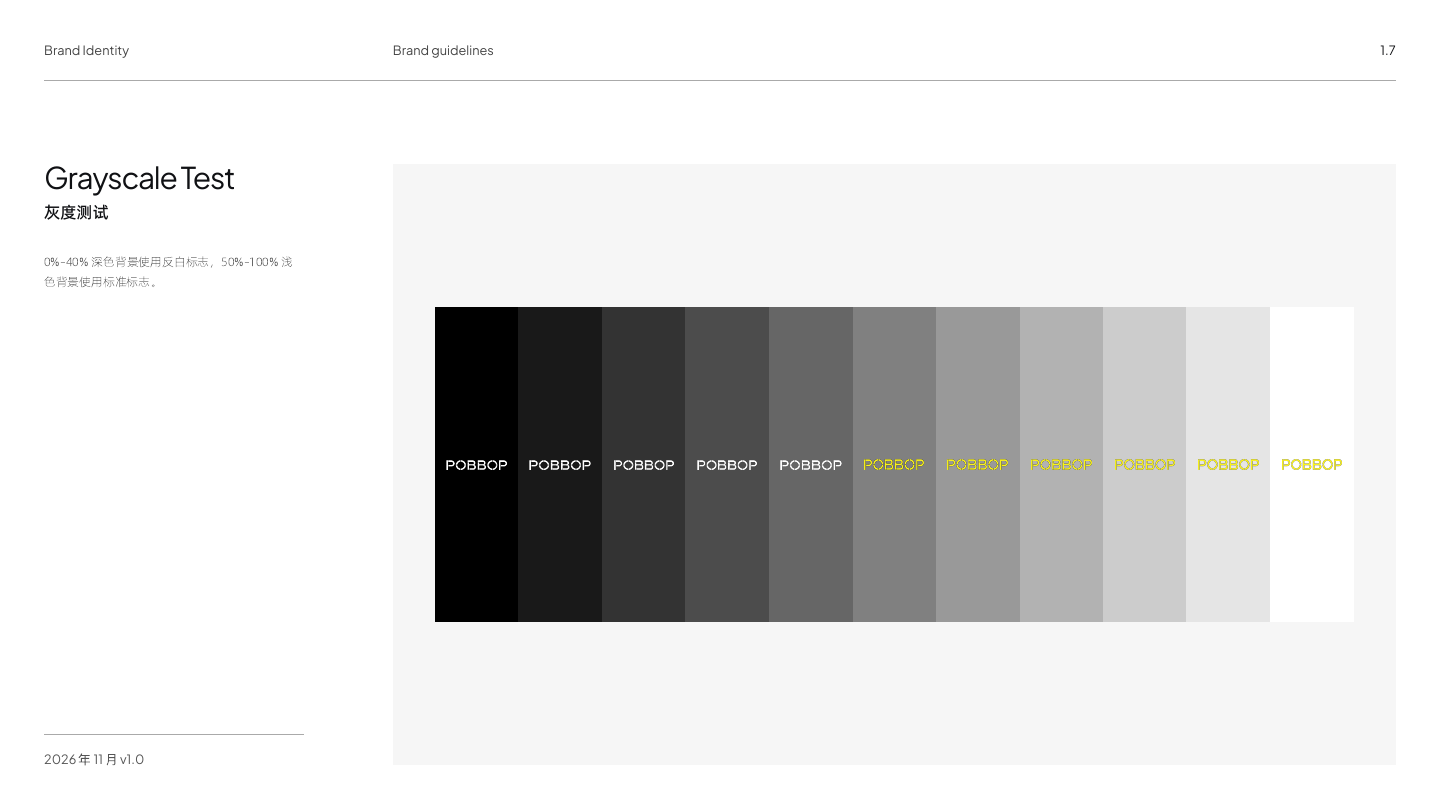 Brand Identity
Brand guidelines
1.7
Grayscale Test
灰度测试
0%-40% 深色背景使用反白标志，50%-100% 浅
色背景使用标准标志。
POBBOP POBBOP POBBOP POBBOP POBBOP POBBOP POBBOP POBBOP POBBOP POBBOP POBBOP
2026 年 11 月 v1.0